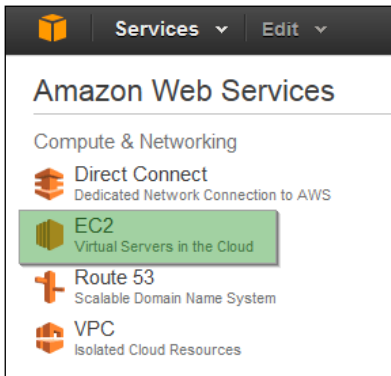 Services Edit
Amazon Web Services
Compute & Networking
Direct Connect
Dedicated Network Connection to AWS
EC2
Virtual Servers in the Cloud
Route 53
Scalable Domain Name System
VPC
Isolated Cloud Resources